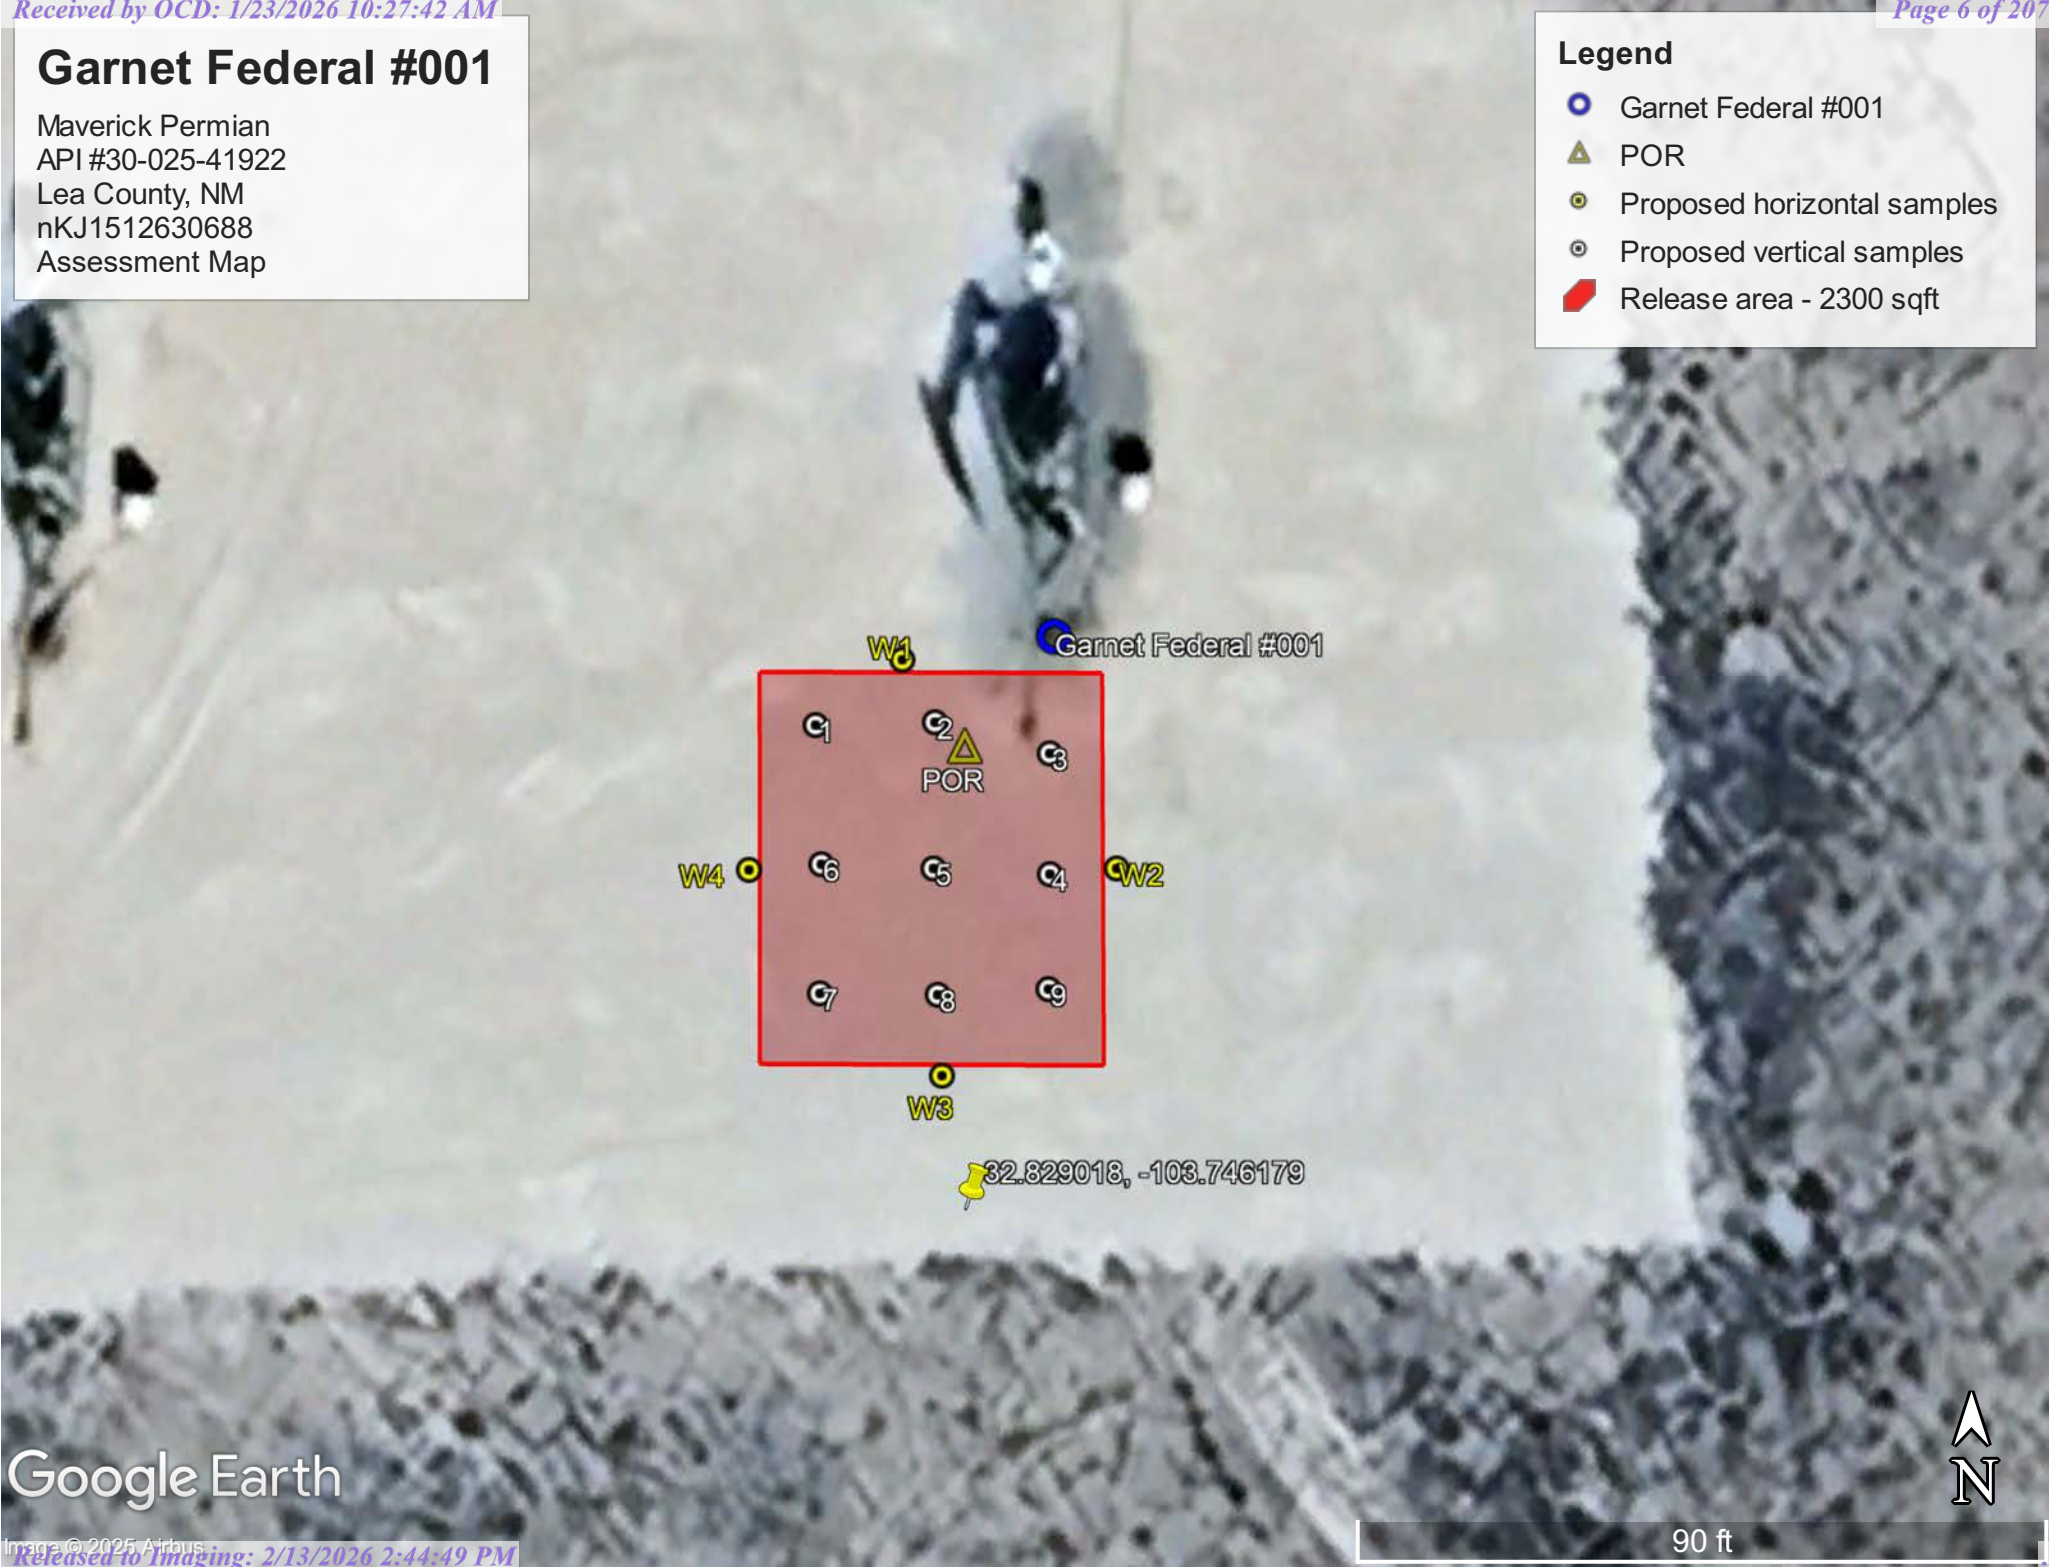 Received by OCD: 1/23/2026 10:27:42 AM
Page 6 of 207
Garnet Federal #001
Maverick Permian
API #30-025-41922
Lea County, NM
nKJ1512630688
Assessment Map
Legend
Garnet Federal #001
POR
Proposed horizontal samples
Proposed vertical samples
Release area - 2300 sqft
W1
Garnet Federal #001
1
2
3
POR
W4
6
5
4
W2
7
8
9
W3
32.829018, -103.746179
Google Earth
N
Image © 2025 Airbus
90 ft
Released to Imaging: 2/13/2026 2:44:49 PM